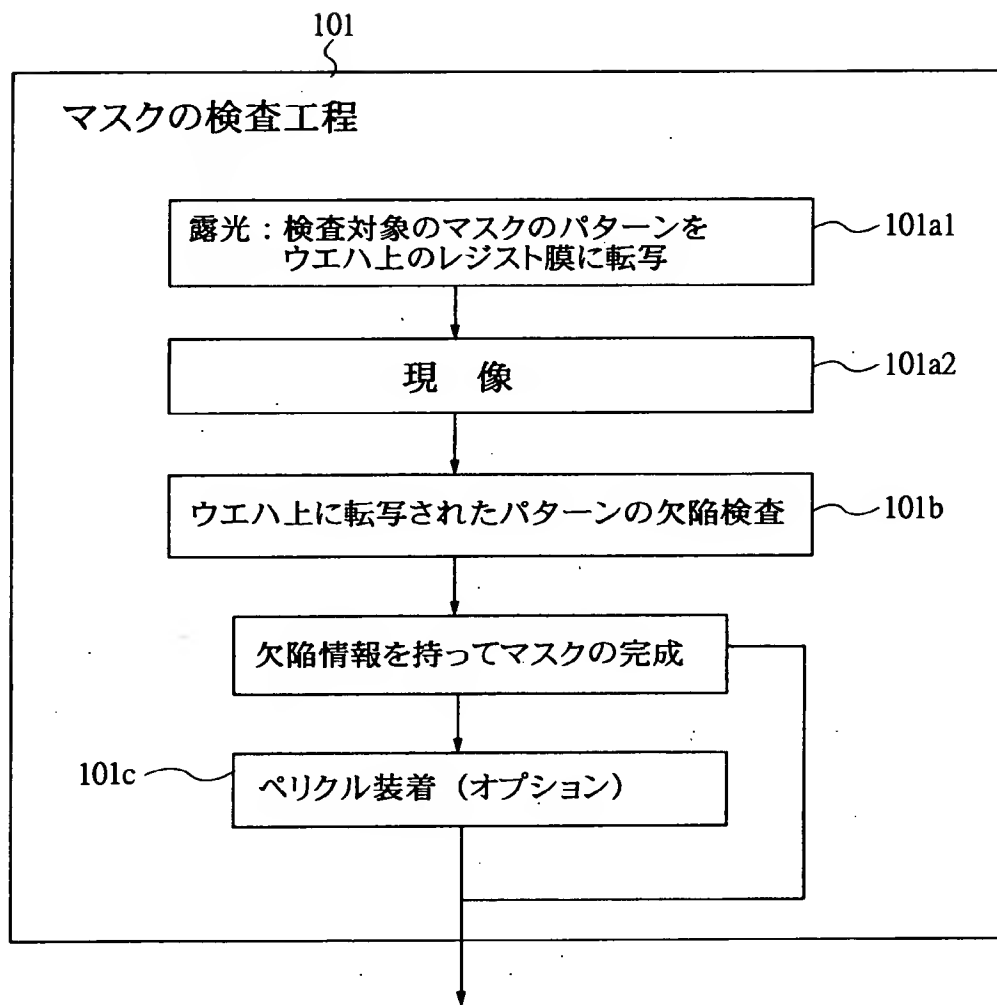 101
マスクの検査工程
露光：検査対象のマスクのパターンを
ウエハ上のレジスト膜に転写
101a1
現　像
101a2
ウエハ上に転写されたパターンの欠陥検査
101b
欠陥情報を持ってマスクの完成
101c
ペリクル装着（オプション）